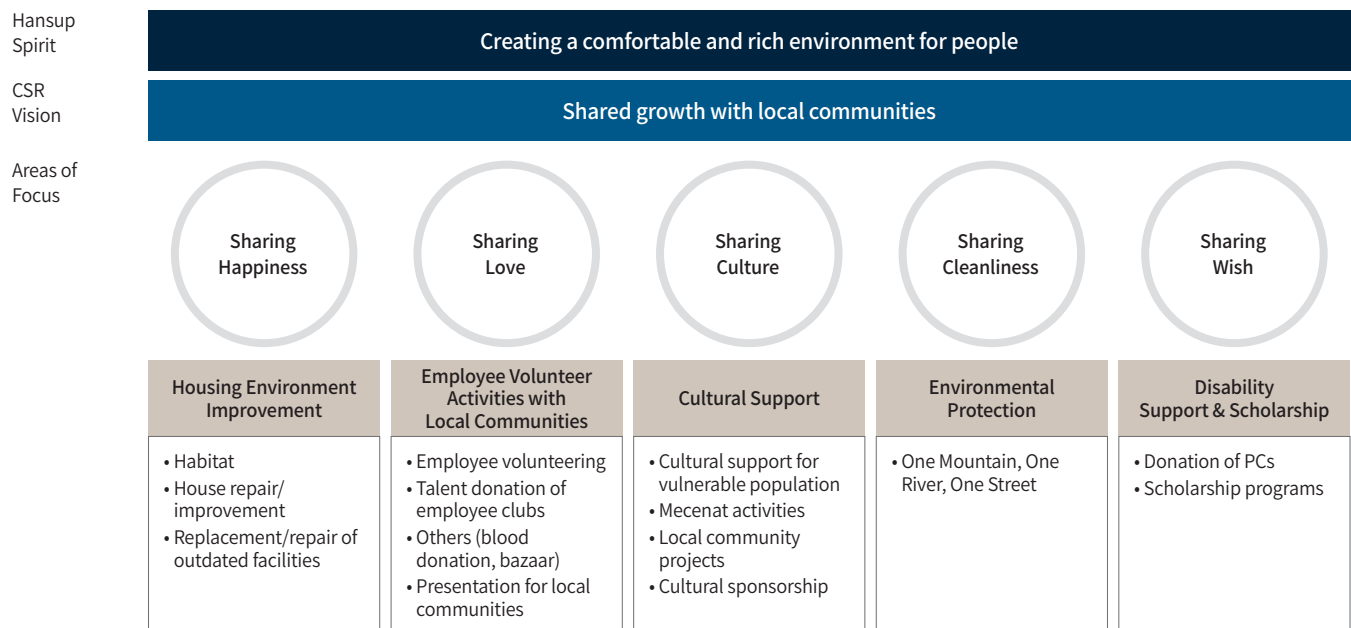 Hansup
Spirit
Creating a comfortable and rich environment for people
CSR
Vision
Shared growth with local communities
Areas of
Focus
Sharing
Happiness
Sharing
Love
Sharing
Culture
Sharing
Cleanliness
Sharing
Wish
Housing Environment
Improvement
• Habitat
• House repair/
improvement
• Replacement/repair of
outdated facilities
Employee Volunteer
Activities with
Local Communities
• Employee volunteering
• Talent donation of
employee clubs
• Others (blood
donation, bazaar)
• Presentation for local
communities
Cultural Support
• Cultural support for
vulnerable population
• Mecenat activities
• Local community
projects
• Cultural sponsorship
Environmental
Protection
• One Mountain, One
River, One Street
Disability
Support & Scholarship
• Donation of PCs
• Scholarship programs